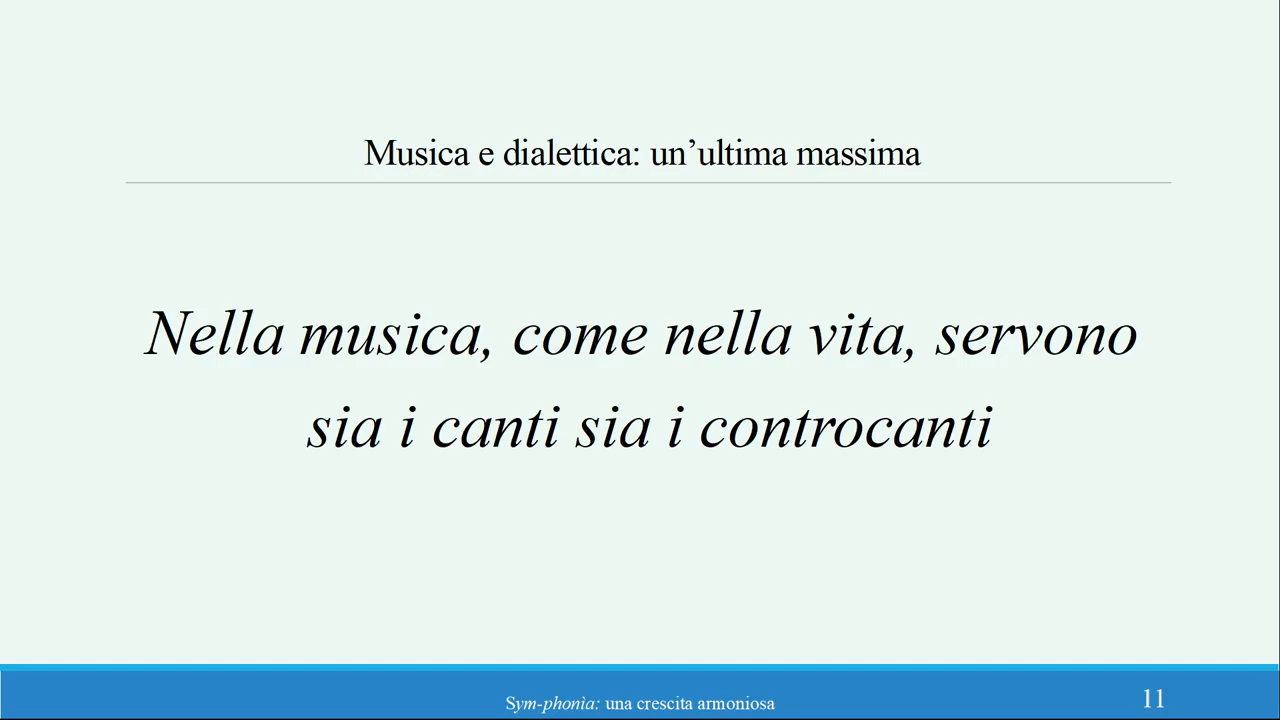 Musica e dialettica: un’ultima massima
Nella musica, come nella vita, servono
sia i canti sia i controcanti
Sym-phonìa: una crescita armoniosa
11